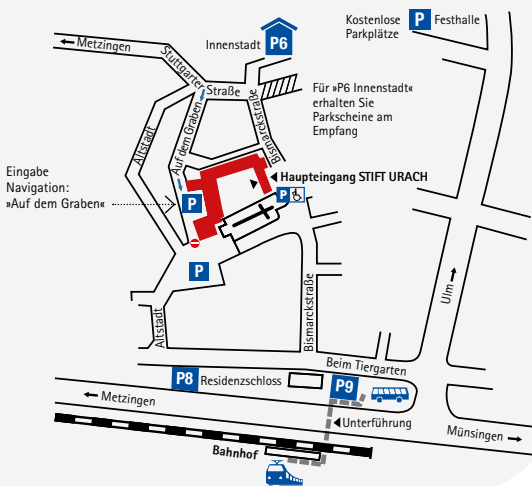 Metzingen
Stuttgarter
Straße
Innenstadt
P6
Kostenlose
Parkplätze
P
Festhalle
Für »P6 Innenstadt«
erhalten Sie
Parkscheine am
Empfang
Bismarckstraße
Altstadt
Auf dem Graben
Haupteingang STIFT URACH
P
Eingabe
Navigation:
»Auf dem Graben«
P
P
Altstadt
Bismarckstraße
Ulm
Beim Tiergarten
P8
Residenzschloss
P9
Metzingen
Unterführung
Münsingen
Bahnhof